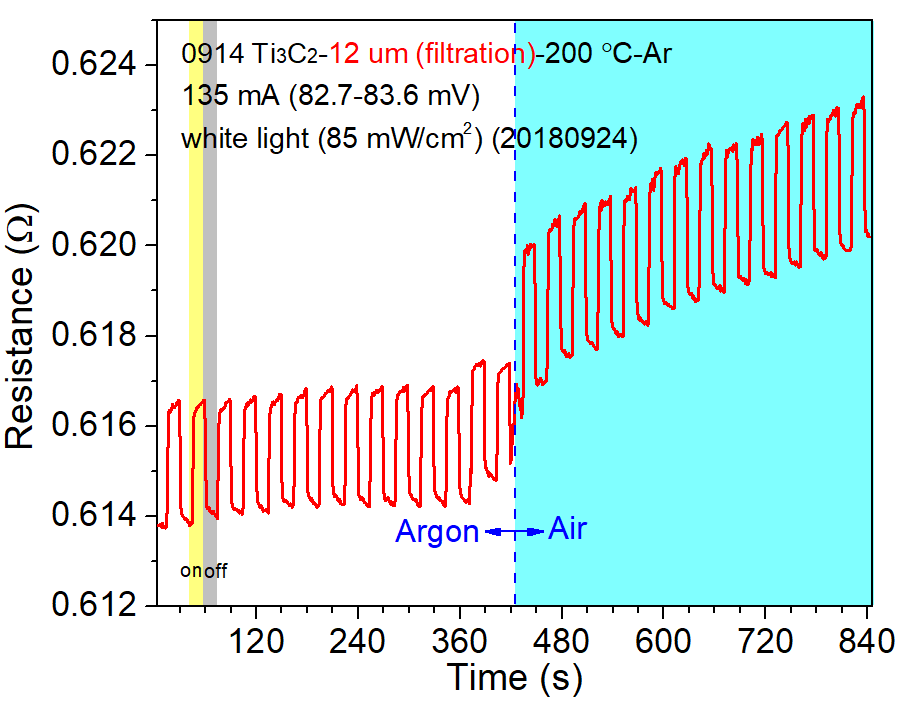 0914 Ti3C2-12 um (filtration)-200 °C-Ar
135 mA (82.7-83.6 mV)
white light (85 mW/cm²) (20180924)
0.624
0.622
0.620
0.618
0.616
0.614
0.612
Resistance (Ω)
Argon
Air
on
off
120 240 360 480 600 720 840
Time (s)